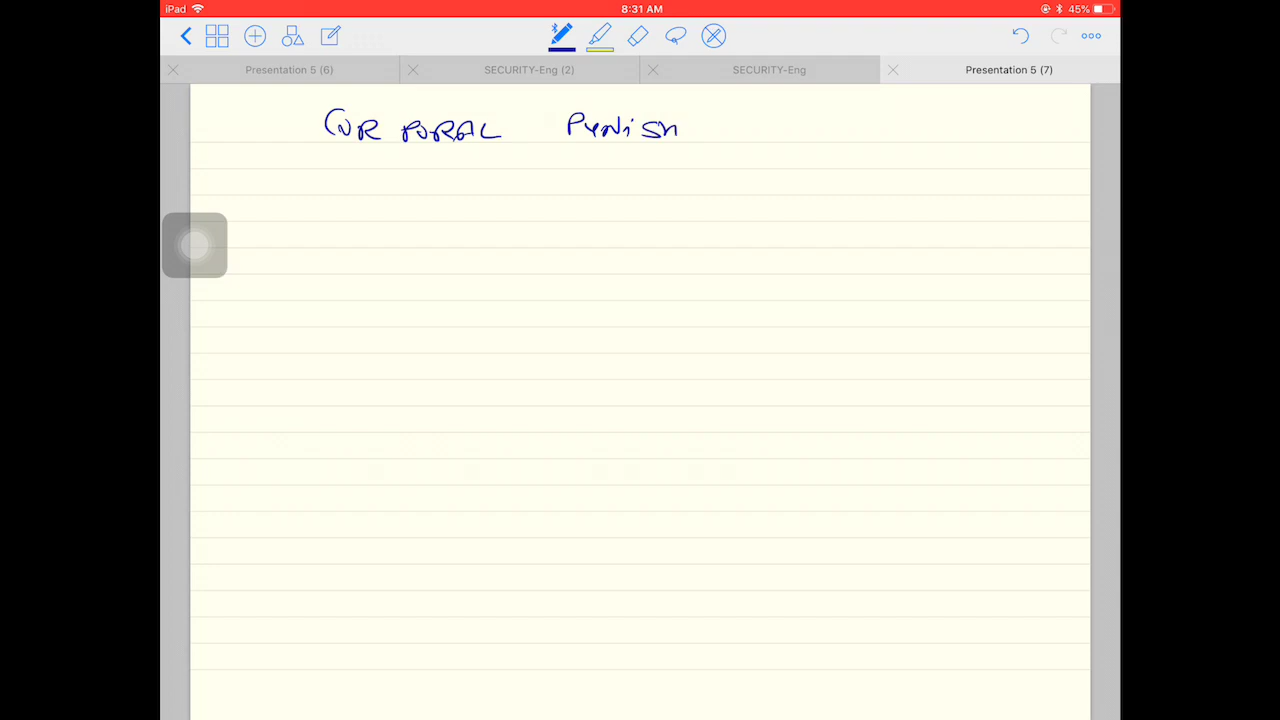 iPad 8:31 AM 45%
Presentation 5 (6) SECURITY-Eng (2) SECURITY-Eng Presentation 5 (7)
CORPORAL PUNiSH